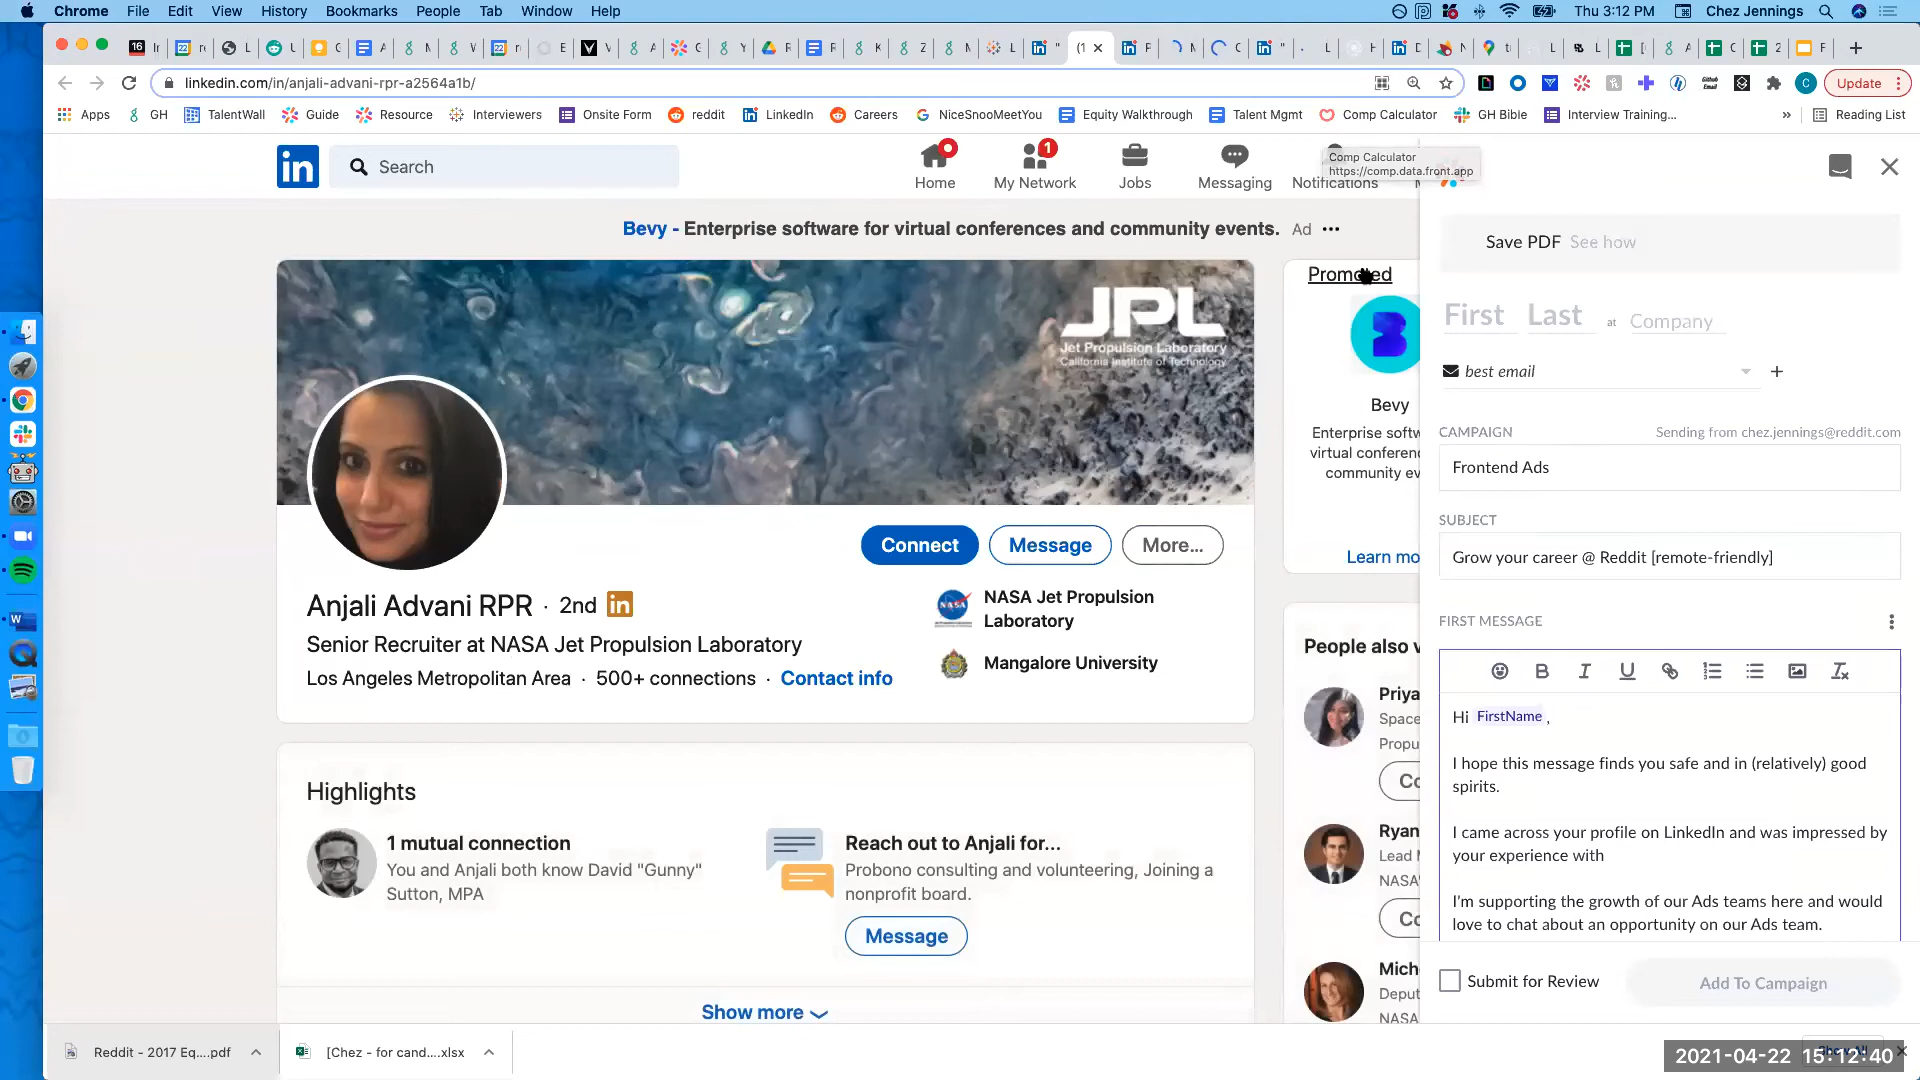 Chrome File Edit View History Bookmarks People Tab Window Help
Thu 3:12 PM Chez Jennings
linkedin.com/in/anjali-advani-rpr-a2564a1b/
Update
Apps GH TalentWall Guide Resource Interviewers Onsite Form reddit LinkedIn Careers NiceSnooMeetYou Equity Walkthrough Talent Mgmt Comp Calculator GH Bible Interview Training... » Reading List
Search
Home
My Network
1
Jobs
Messaging
Notifications
Comp Calculator
https://comp.data.front.app
Bevy - Enterprise software for virtual conferences and community events. Ad
JPL
Jet Propulsion Laboratory
California Institute of Technology
Connect
Message
More...
Anjali Advani RPR · 2nd
Senior Recruiter at NASA Jet Propulsion Laboratory
Los Angeles Metropolitan Area · 500+ connections · Contact info
NASA Jet Propulsion
Laboratory
Mangalore University
Highlights
1 mutual connection
You and Anjali both know David "Gunny"
Sutton, MPA
Reach out to Anjali for...
Probono consulting and volunteering, Joining a
nonprofit board.
Message
Show more
Promoted
Bevy
Enterprise softw
virtual conferenc
community ev
Learn mo
People also v
Priya
Space
Propu
Co
Ryan
Lead M
NASA'
Co
Mich
Deput
NASA
Save PDF See how
First Last at Company
best email
CAMPAIGN
Sending from chez.jennings@reddit.com
Frontend Ads
SUBJECT
Grow your career @ Reddit [remote-friendly]
FIRST MESSAGE
Hi FirstName ,
I hope this message finds you safe and in (relatively) good
spirits.
I came across your profile on LinkedIn and was impressed by
your experience with
I'm supporting the growth of our Ads teams here and would
love to chat about an opportunity on our Ads team.
Submit for Review
Add To Campaign
Reddit - 2017 Eq....pdf
[Chez - for cand....xlsx
2021-04-22 15:12:40